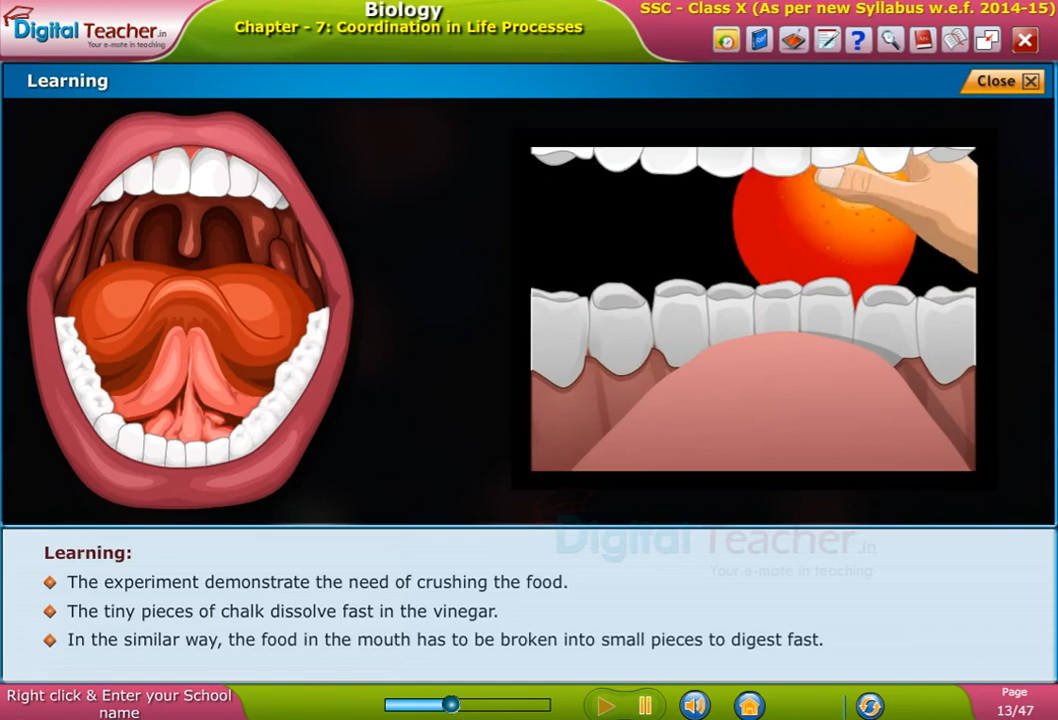 Digital Teacher.in
Your e-mate in teaching
Biology
Chapter - 7: Coordination in Life Processes
SSC - Class X (As per new Syllabus w.e.f. 2014-15)
Learning
Close
Digital Teacher.in
Your e-mate in teaching
Learning:
The experiment demonstrate the need of crushing the food.
The tiny pieces of chalk dissolve fast in the vinegar.
In the similar way, the food in the mouth has to be broken into small pieces to digest fast.
Right click & Enter your School
name
Page
13/47